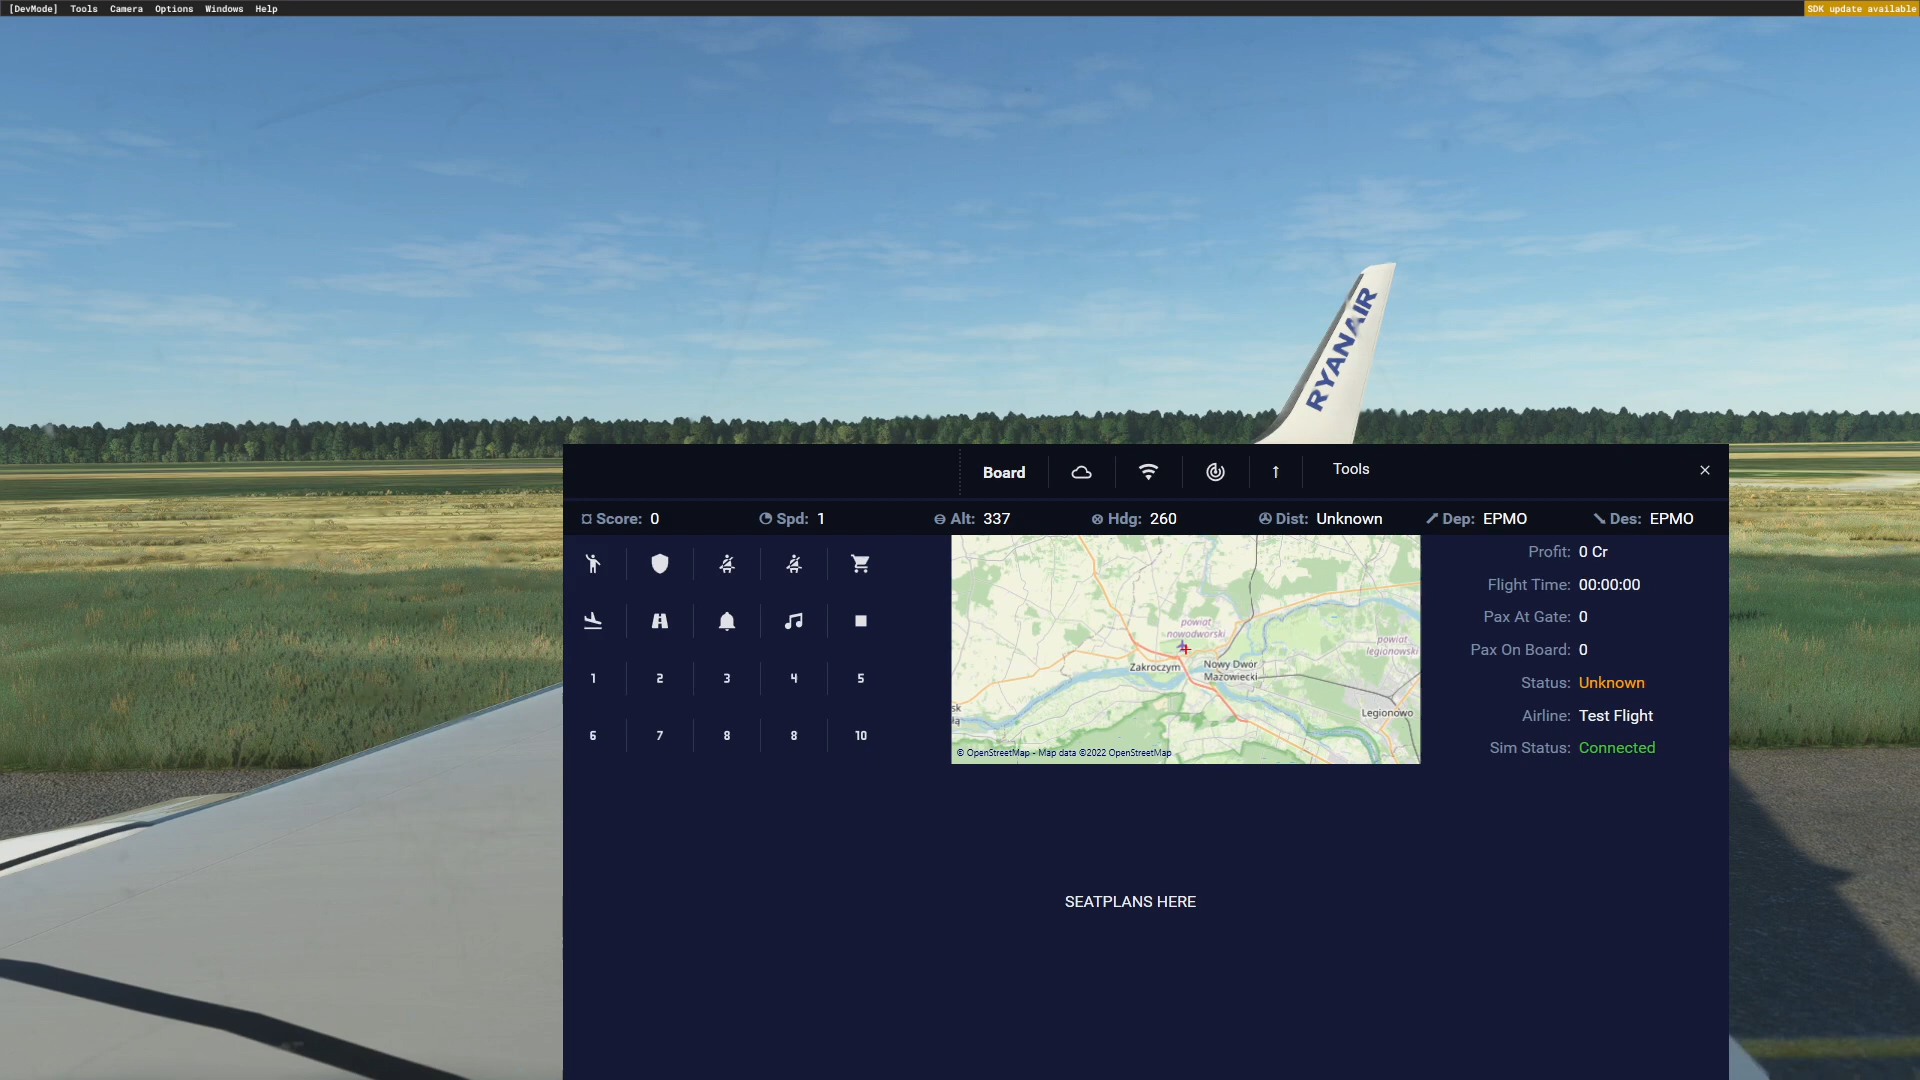 [DevMode] Tools Camera Options Windows Help
SDK update available
RYANAIR
Board
Tools
Score: 0
Spd: 1
Alt: 337
Hdg: 260
Dist: Unknown
Dep: EPMO
Des: EPMO
1 2 3 4 5
6 7 8 8 10
powiat
nowodworski
powiat
legionowski
Zakroczym
Nowy Dwór
Mazowiecki
sk
łą
Legionowo
© OpenStreetMap - Map data ©2022 OpenStreetMap
Profit: 0 Cr
Flight Time: 00:00:00
Pax At Gate: 0
Pax On Board: 0
Status: Unknown
Airline: Test Flight
Sim Status: Connected
SEATPLANS HERE